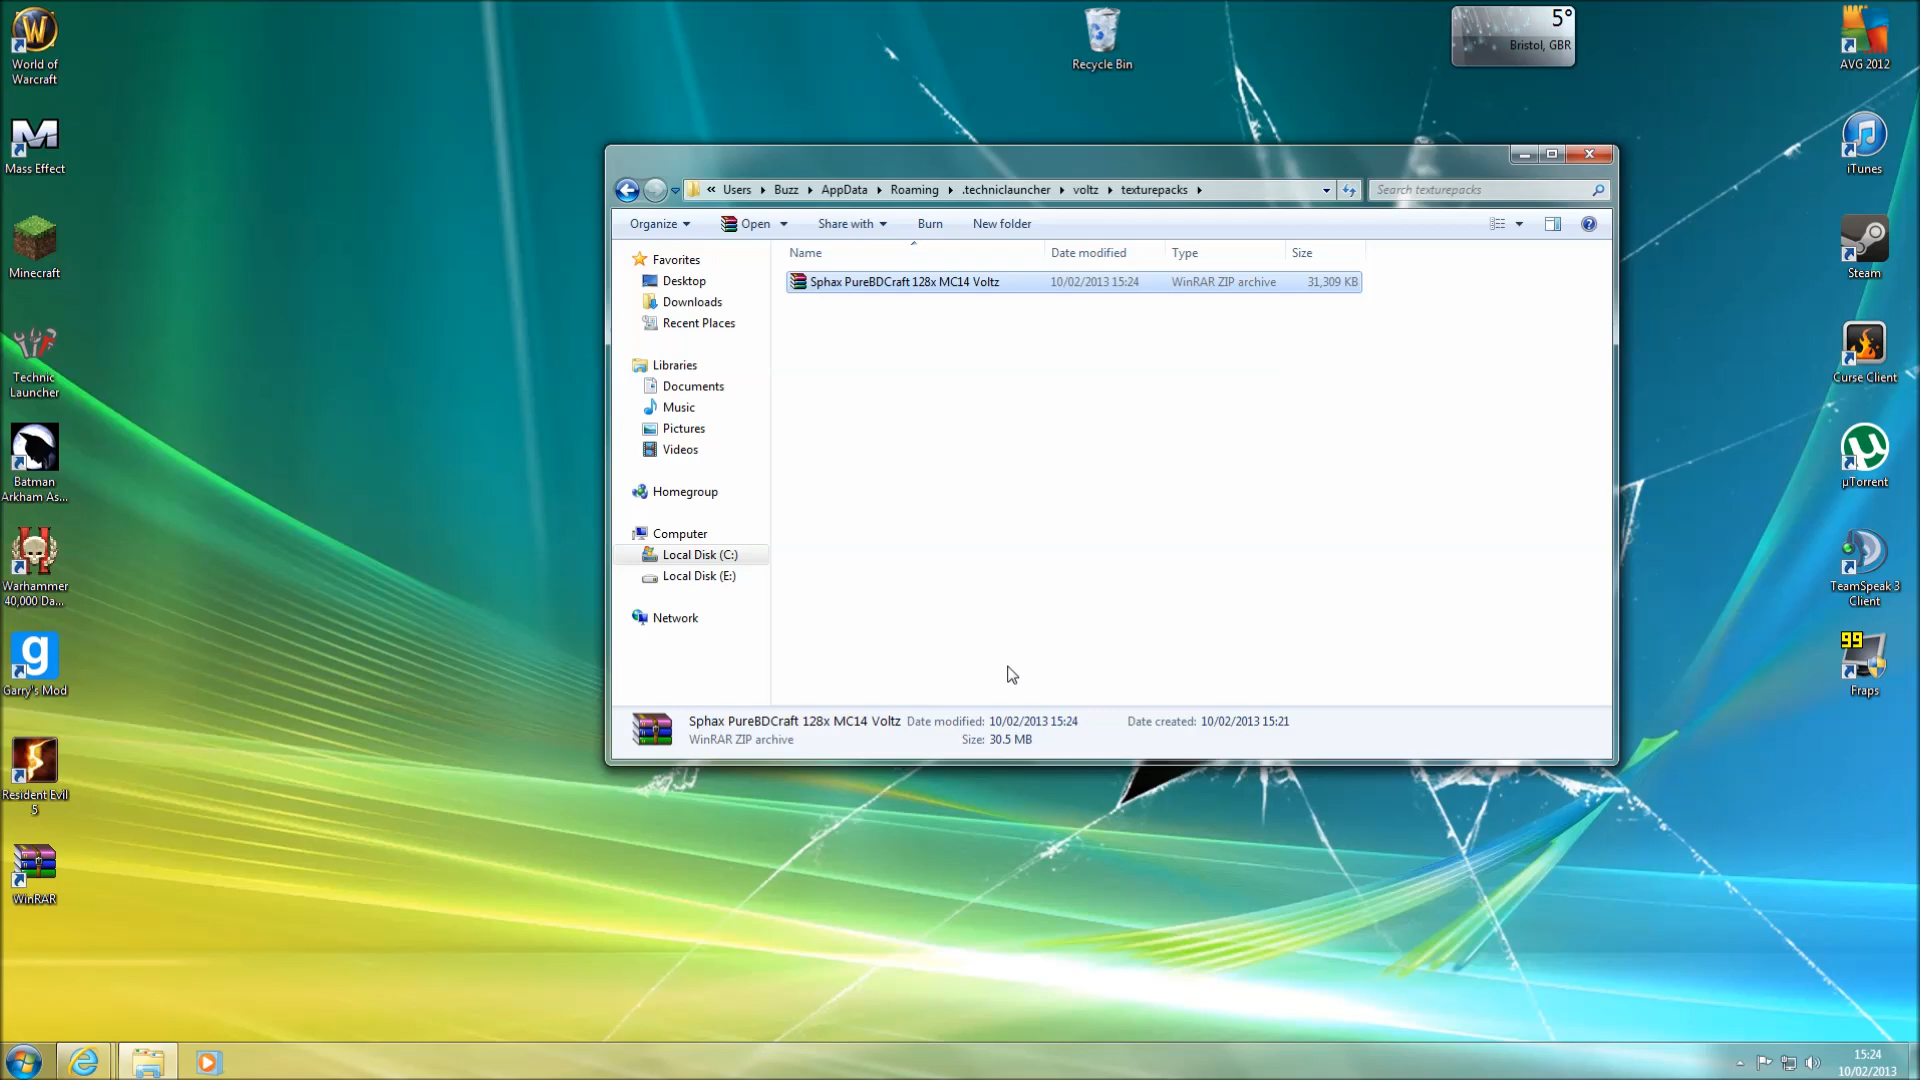 World of
Warcraft
Mass Effect
Minecraft
Technic
Launcher
Batman
Arkham As...
Warhammer
40,000 Da...
g
Garry's Mod
Resident Evil
5
WinRAR
Recycle Bin
5°
Bristol, GBR
AVG 2012
iTunes
Steam
Curse Client
µTorrent
TeamSpeak 3
Client
99
Fraps
« Users Buzz AppData Roaming .techniclauncher voltz texturepacks
Search texturepacks
Organize Open Share with Burn New folder
Name Date modified Type Size
Sphax PureBDCraft 128x MC14 Voltz 10/02/2013 15:24 WinRAR ZIP archive 31,309 KB
Favorites
Desktop
Downloads
Recent Places
Libraries
Documents
Music
Pictures
Videos
Homegroup
Computer
Local Disk (C:)
Local Disk (E:)
Network
Sphax PureBDCraft 128x MC14 Voltz Date modified: 10/02/2013 15:24 Date created: 10/02/2013 15:21
WinRAR ZIP archive Size: 30.5 MB
15:24
10/02/2013